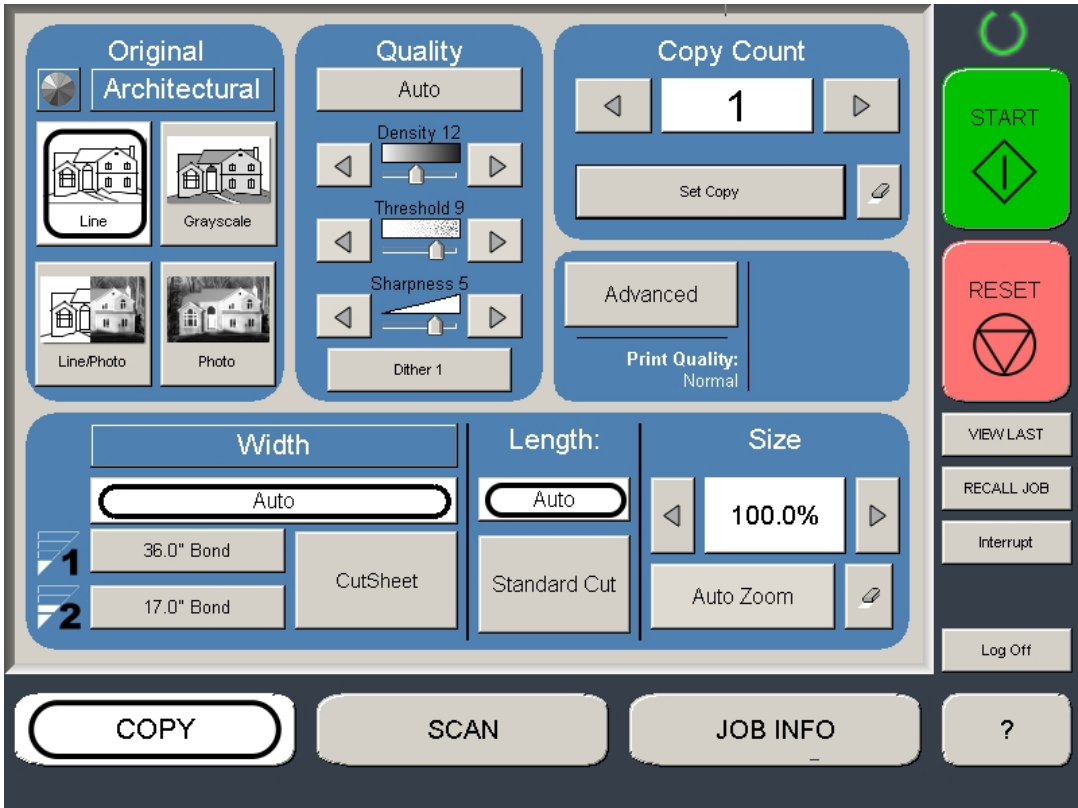 Original
Architectural
Line
Grayscale
Line/Photo
Photo
Quality
Auto
Density 12
Threshold 9
Sharpness 5
Dither 1
Copy Count
1
Set Copy
Advanced
Print Quality:
Normal
Width
Auto
1
36.0" Bond
2
17.0" Bond
CutSheet
Length:
Auto
Standard Cut
Size
100.0%
Auto Zoom
START
RESET
VIEW LAST
RECALL JOB
Interrupt
Log Off
COPY
SCAN
JOB INFO
?